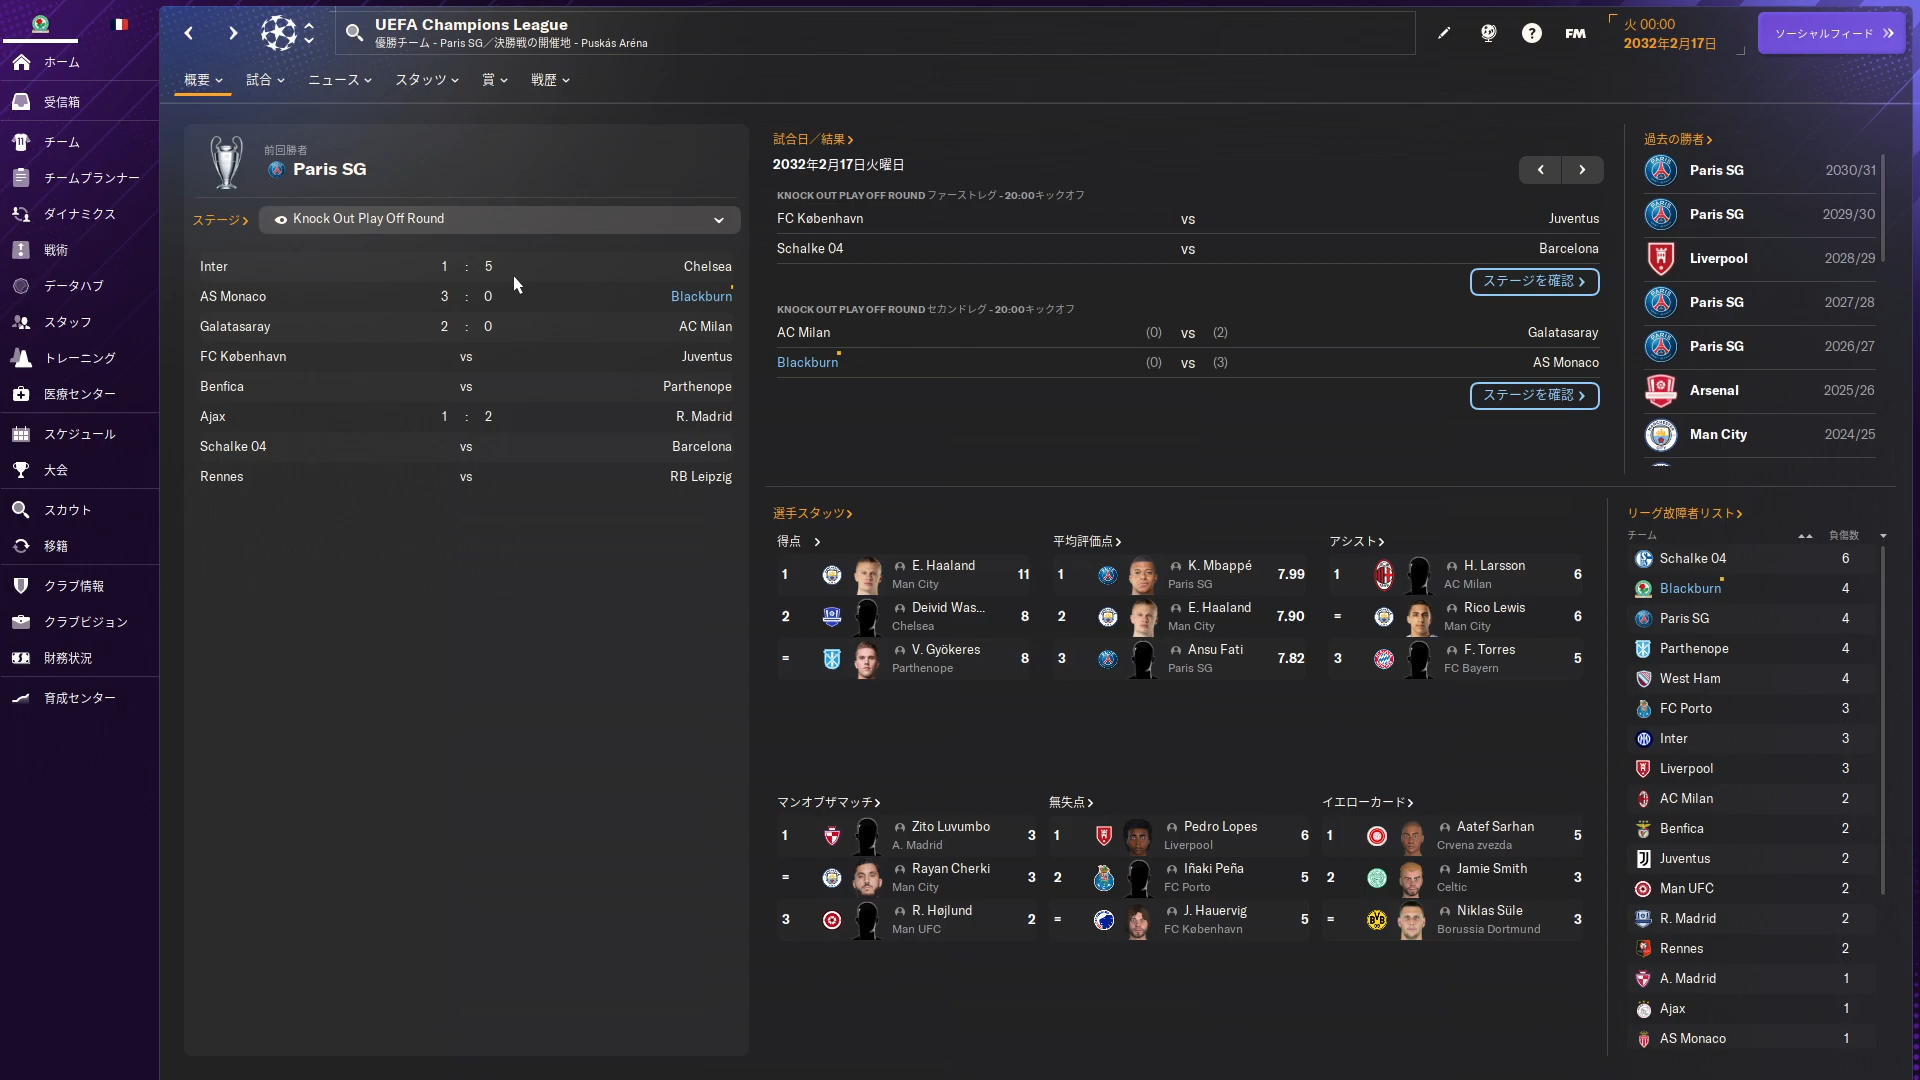 UEFA Champions League
優勝チーム - Paris SG／決勝戦の開催地 - Puskás Aréna
FM
火 00:00
2032年2月17日
ソーシャルフィード
ホーム
受信箱
チーム
チームプランナー
ダイナミクス
戦術
データハブ
スタッフ
トレーニング
医療センター
スケジュール
大会
スカウト
移籍
クラブ情報
クラブビジョン
財務状況
育成センター
概要 試合 ニュース スタッツ 賞 戦歴
前回勝者
Paris SG
ステージ Knock Out Play Off Round
Inter 1 : 5 Chelsea
AS Monaco 3 : 0 Blackburn
Galatasaray 2 : 0 AC Milan
FC København vs Juventus
Benfica vs Parthenope
Ajax 1 : 2 R. Madrid
Schalke 04 vs Barcelona
Rennes vs RB Leipzig
試合日／結果
2032年2月17日火曜日
KNOCK OUT PLAY OFF ROUND ファーストレグ - 20:00キックオフ
FC København vs Juventus
Schalke 04 vs Barcelona
ステージを確認
KNOCK OUT PLAY OFF ROUND セカンドレグ - 20:00キックオフ
AC Milan (0) vs (2) Galatasaray
Blackburn (0) vs (3) AS Monaco
ステージを確認
過去の勝者
Paris SG 2030/31
Paris SG 2029/30
Liverpool 2028/29
Paris SG 2027/28
Paris SG 2026/27
Arsenal 2025/26
Man City 2024/25
選手スタッツ
得点
1 E. Haaland 11
Man City
2 Deivid Was... 8
Chelsea
= V. Gyökeres 8
Parthenope
平均評価点
1 K. Mbappé 7.99
Paris SG
2 E. Haaland 7.90
Man City
3 Ansu Fati 7.82
Paris SG
アシスト
1 H. Larsson 6
AC Milan
= Rico Lewis 6
Man City
3 F. Torres 5
FC Bayern
マンオブザマッチ
1 Zito Luvumbo 3
A. Madrid
= Rayan Cherki 3
Man City
3 R. Højlund 2
Man UFC
無失点
1 Pedro Lopes 6
Liverpool
2 Iñaki Peña 5
FC Porto
= J. Hauervig 5
FC København
イエローカード
1 Aatef Sarhan 5
Crvena zvezda
2 Jamie Smith 3
Celtic
= Niklas Süle 3
Borussia Dortmund
リーグ故障者リスト
チーム 負傷数
Schalke 04 6
Blackburn 4
Paris SG 4
Parthenope 4
West Ham 4
FC Porto 3
Inter 3
Liverpool 3
AC Milan 2
Benfica 2
Juventus 2
Man UFC 2
R. Madrid 2
Rennes 2
A. Madrid 1
Ajax 1
AS Monaco 1